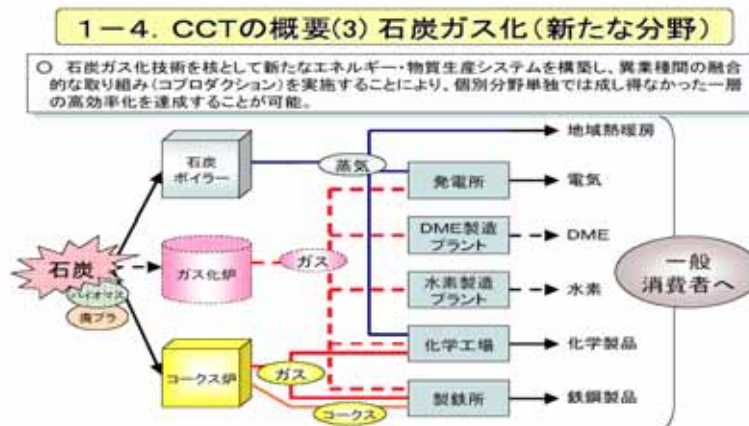 1－4．CCTの概要(3) 石炭ガス化(新たな分野)
○ 石炭ガス化技術を核として新たなエネルギー・物質生産システムを構築し、異業種間の融合
的な取り組み(コプロダクション)を実施することにより、個別分野単独では成し得なかった一層
の高効率化を達成することが可能。
地域熱暖房
石炭
ボイラー
蒸気
発電所
電気
DME製造
プラント
DME
石炭
ガス化炉
ガス
一般
消費者へ
バイオマス
水素製造
プラント
水素
廃プラ
化学工場
化学製品
コークス炉
ガス
製鉄所
鉄鋼製品
コークス